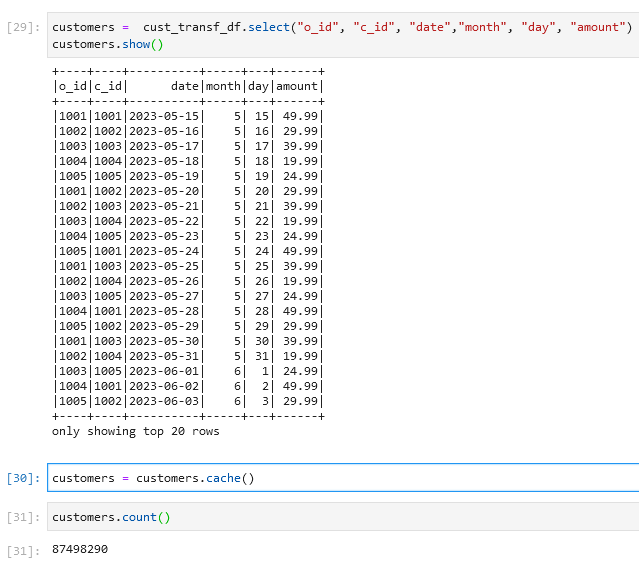 [29]: customers =  cust_transf_df.select("o_id", "c_id", "date","month", "day", "amount")
customers.show()
+----+----+----------+-----+---+------+
|o_id|c_id|      date|month|day|amount|
+----+----+----------+-----+---+------+
|1001|1001|2023-05-15|    5| 15| 49.99|
|1002|1002|2023-05-16|    5| 16| 29.99|
|1003|1003|2023-05-17|    5| 17| 39.99|
|1004|1004|2023-05-18|    5| 18| 19.99|
|1005|1005|2023-05-19|    5| 19| 24.99|
|1001|1002|2023-05-20|    5| 20| 29.99|
|1002|1003|2023-05-21|    5| 21| 39.99|
|1003|1004|2023-05-22|    5| 22| 19.99|
|1004|1005|2023-05-23|    5| 23| 24.99|
|1005|1001|2023-05-24|    5| 24| 49.99|
|1001|1003|2023-05-25|    5| 25| 39.99|
|1002|1004|2023-05-26|    5| 26| 19.99|
|1003|1005|2023-05-27|    5| 27| 24.99|
|1004|1001|2023-05-28|    5| 28| 49.99|
|1005|1002|2023-05-29|    5| 29| 29.99|
|1001|1003|2023-05-30|    5| 30| 39.99|
|1002|1004|2023-05-31|    5| 31| 19.99|
|1003|1005|2023-06-01|    6|  1| 24.99|
|1004|1001|2023-06-02|    6|  2| 49.99|
|1005|1002|2023-06-03|    6|  3| 29.99|
+----+----+----------+-----+---+------+
only showing top 20 rows
[30]: customers = customers.cache()
[31]: customers.count()
[31]: 87498290